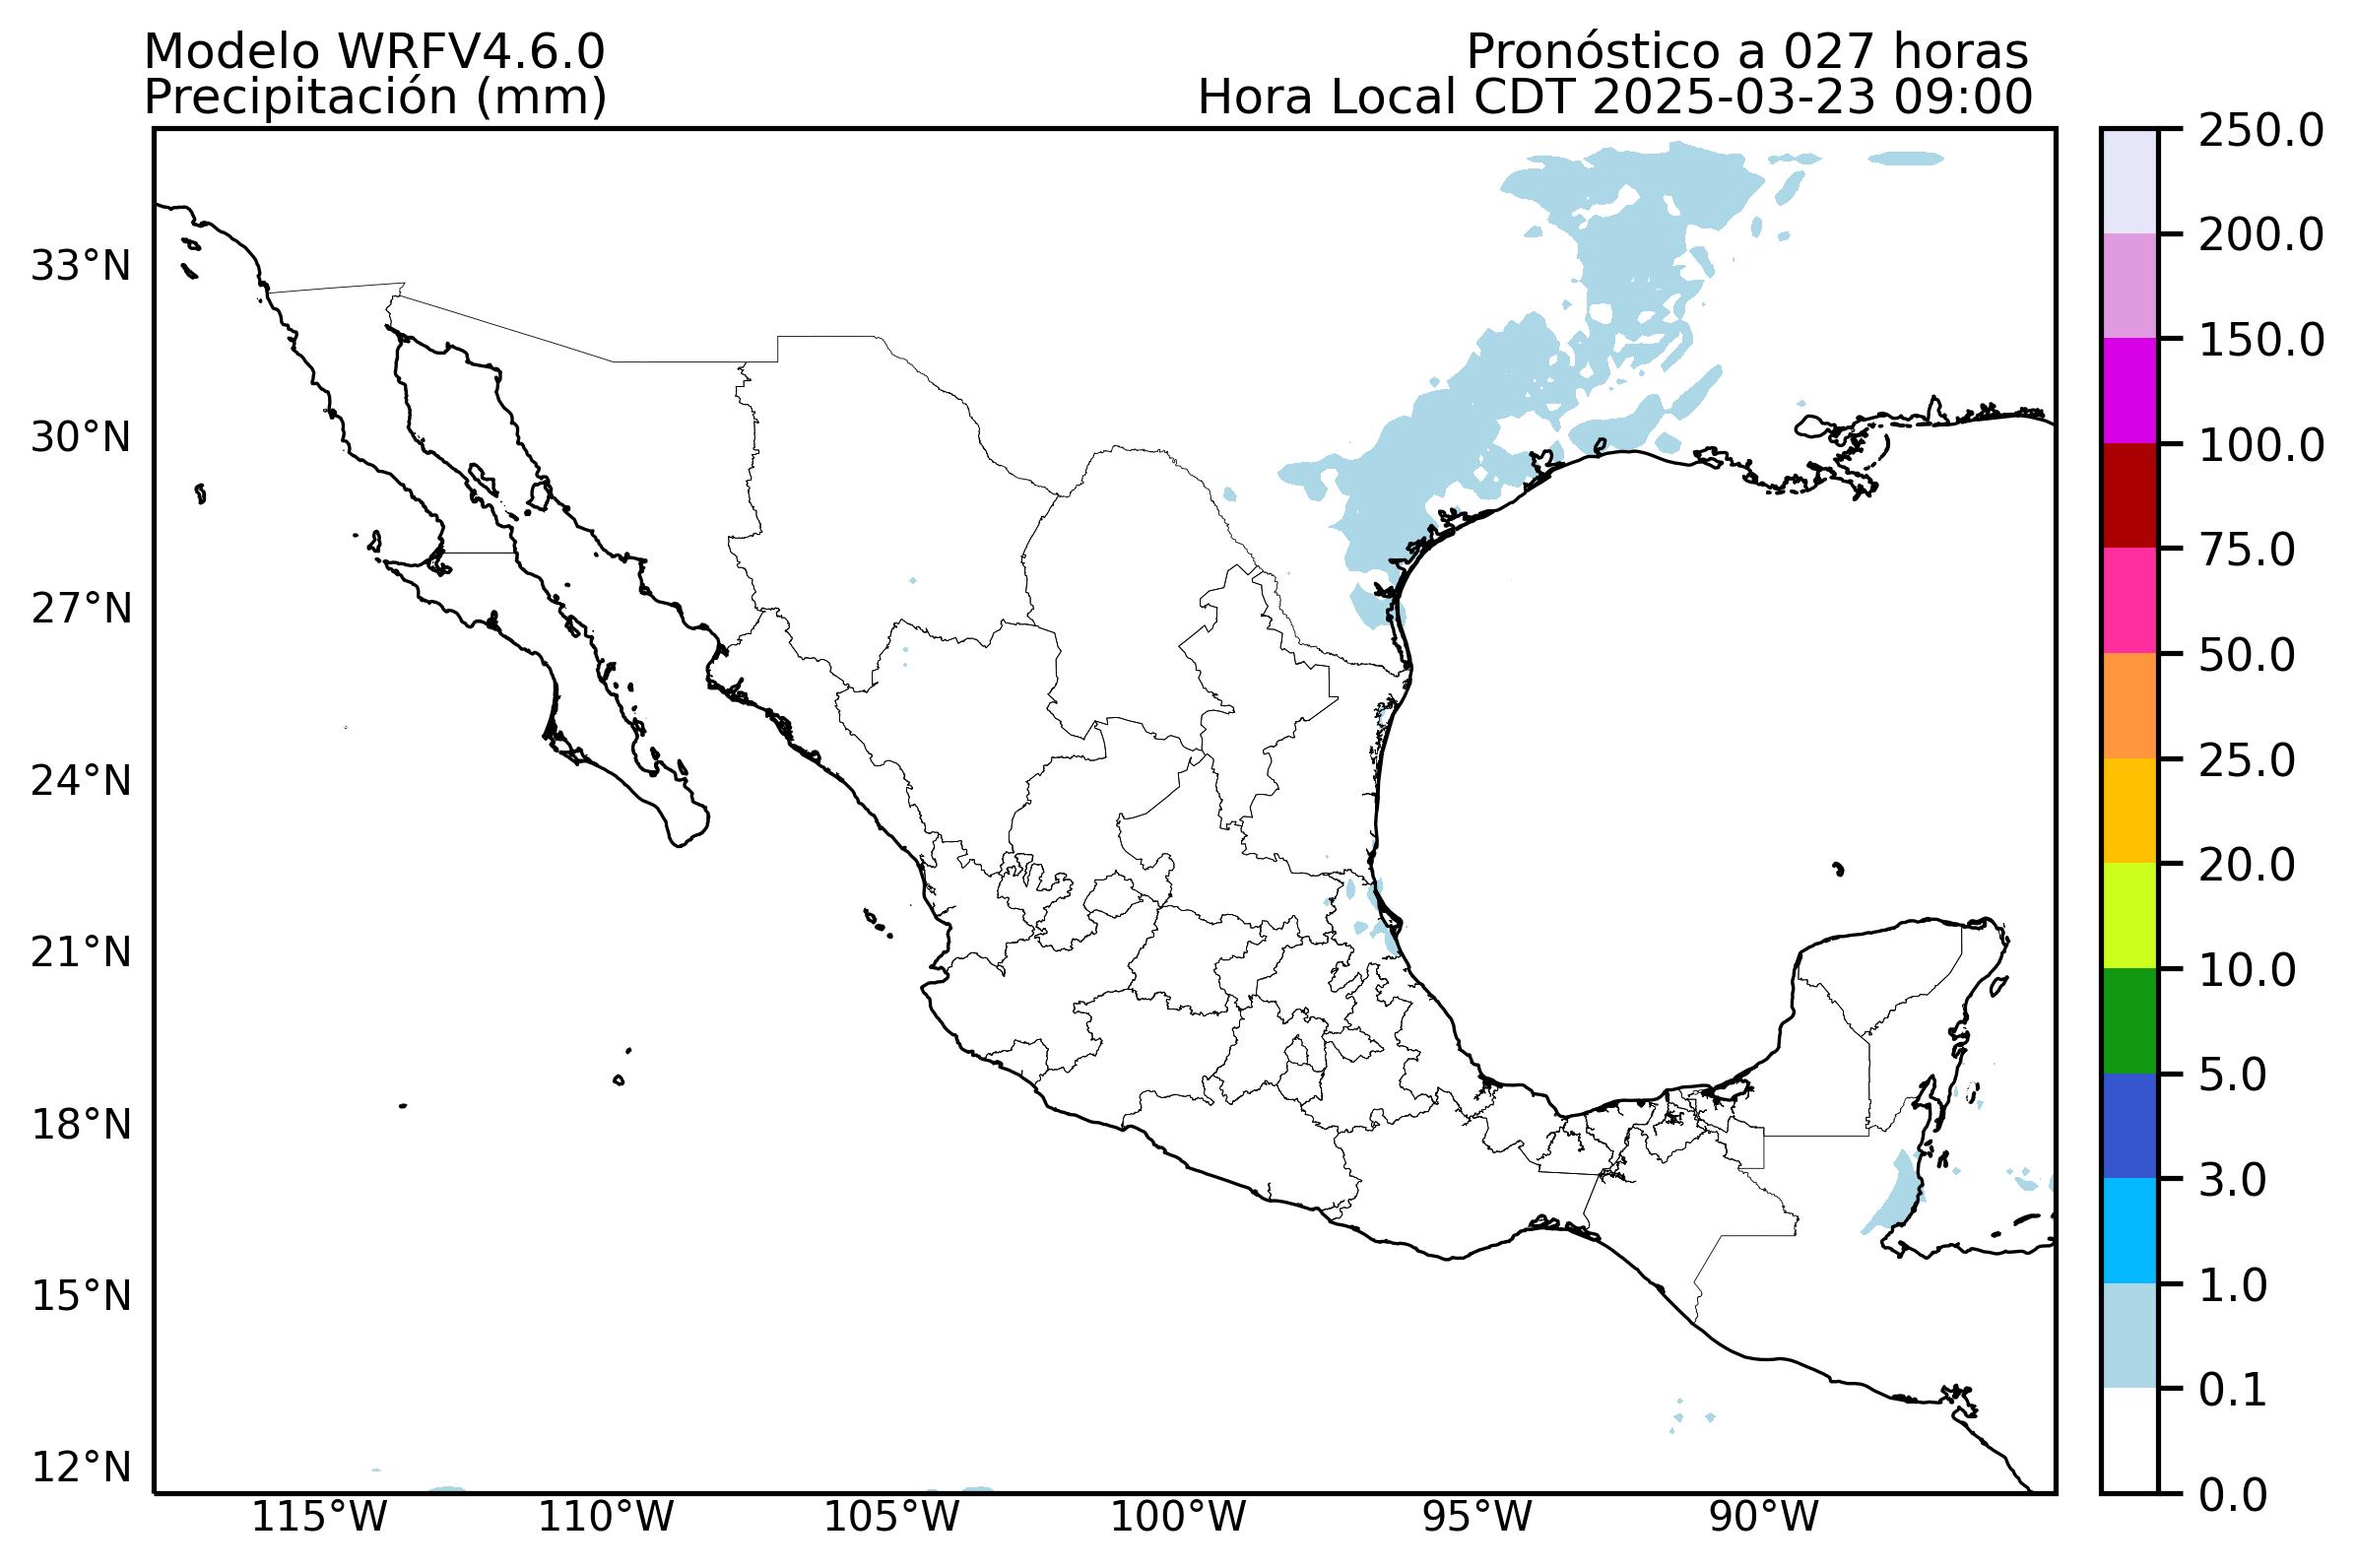 Modelo WRFV4.6.0
Pronóstico a 027 horas
Precipitación (mm)
Hora Local CDT 2025-03-23 09:00
33°N
30°N
27°N
24°N
21°N
18°N
15°N
12°N
115°W
110°W
105°W
100°W
95°W
90°W
250.0
200.0
150.0
100.0
75.0
50.0
25.0
20.0
10.0
5.0
3.0
1.0
0.1
0.0